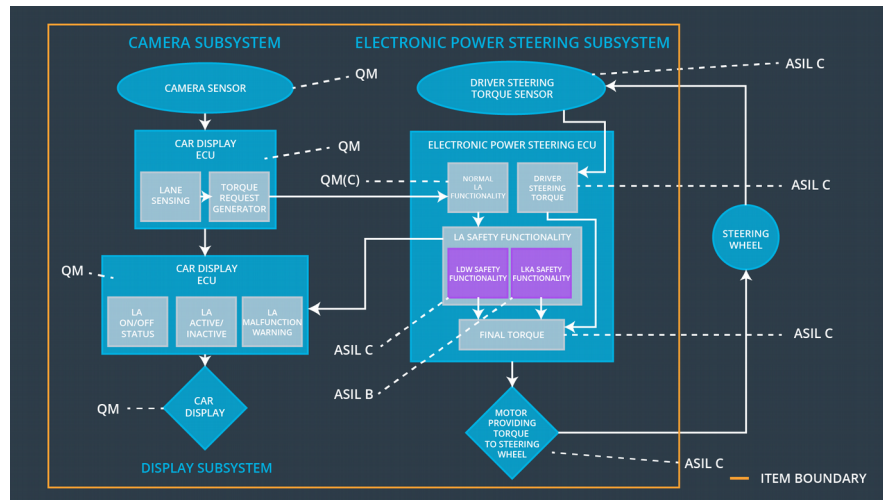 CAMERA SUBSYSTEM
ELECTRONIC POWER STEERING SUBSYSTEM
CAMERA SENSOR
QM
DRIVER STEERING
TORQUE SENSOR
ASIL C
CAR DISPLAY
ECU
QM
LANE
SENSING
TORQUE
REQUEST
GENERATOR
QM(C)
ELECTRONIC POWER STEERING ECU
NORMAL
LA
FUNCTIONALITY
DRIVER
STEERING
TORQUE
ASIL C
STEERING
WHEEL
LA SAFETY FUNCTIONALITY
LDW SAFETY
FUNCTIONALITY
LKA SAFETY
FUNCTIONALITY
QM
CAR DISPLAY
ECU
LA
ON/OFF
STATUS
LA
ACTIVE/
INACTIVE
LA
MALFUNCTION
WARNING
ASIL C
ASIL B
FINAL TORQUE
ASIL C
QM
CAR
DISPLAY
MOTOR
PROVIDING
TORQUE
TO STEERING
WHEEL
ASIL C
DISPLAY SUBSYSTEM
ITEM BOUNDARY